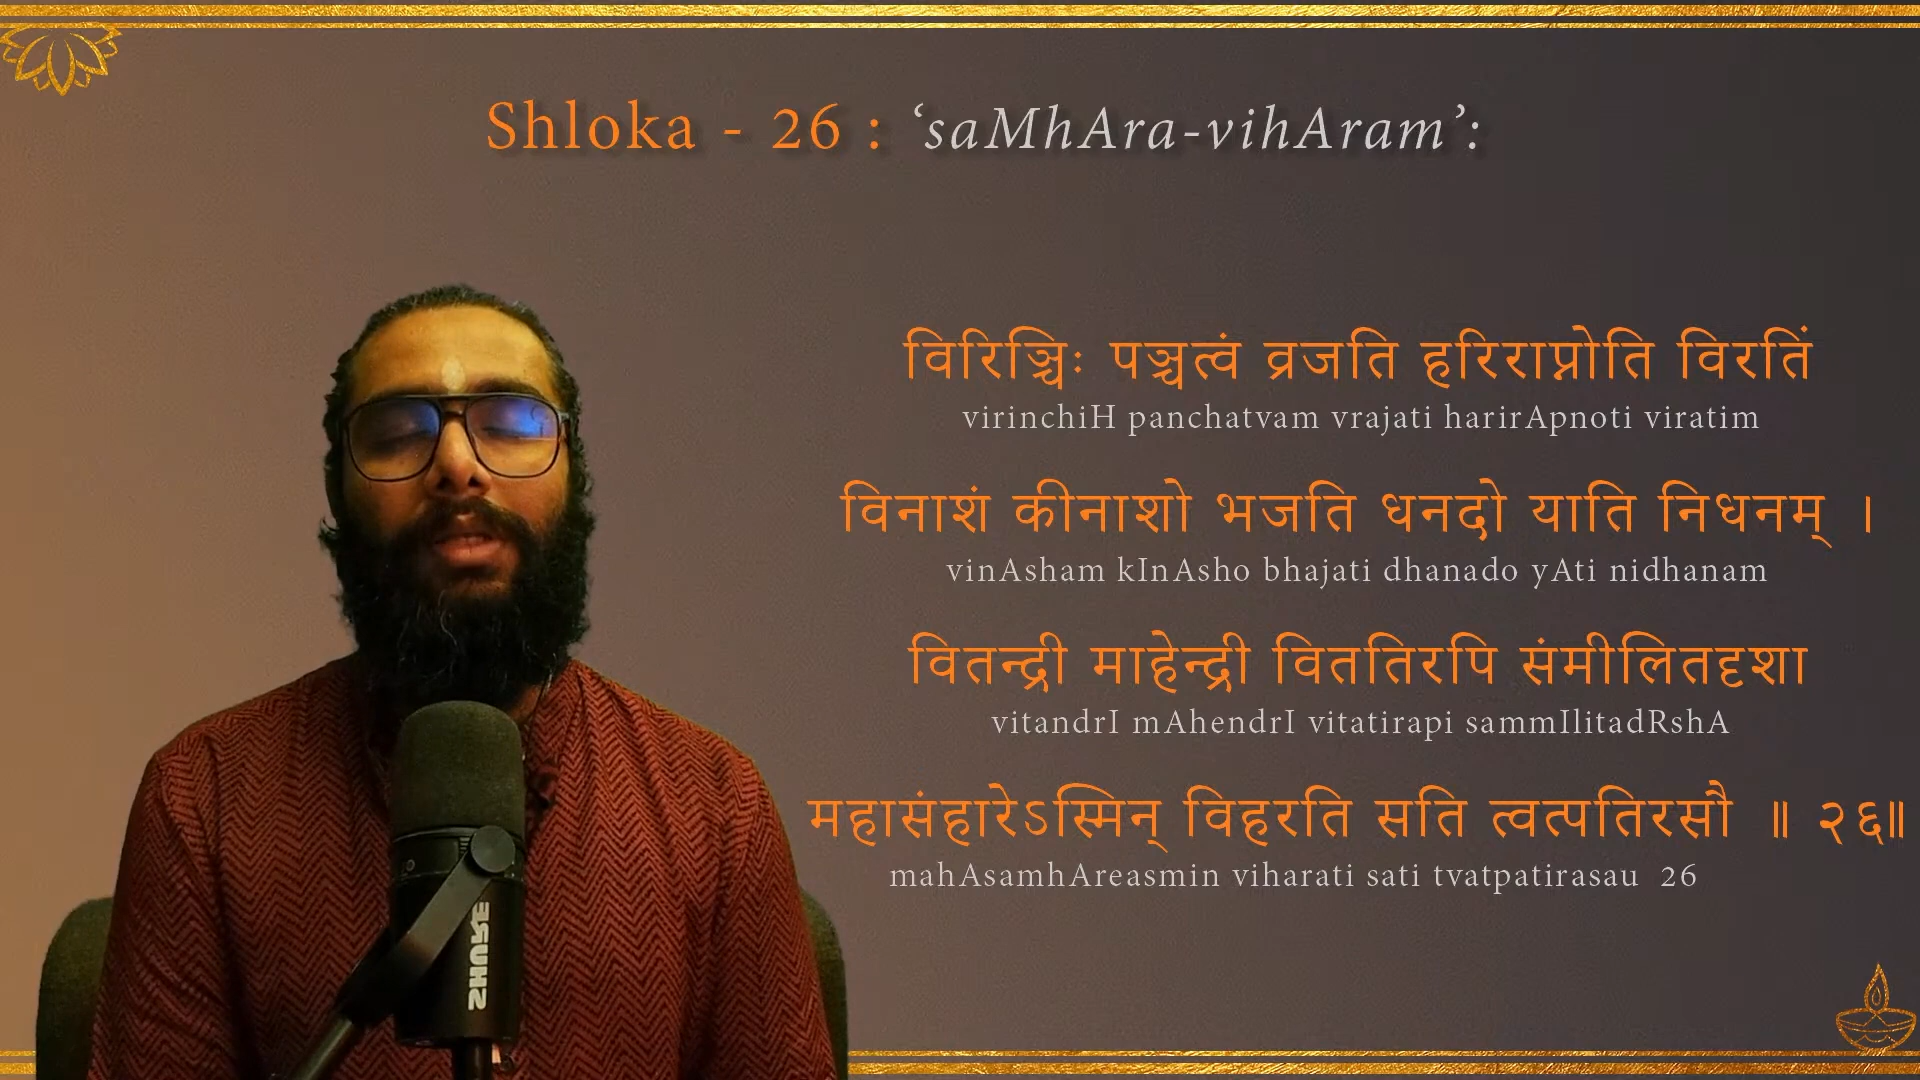 Shloka - 26 : ‘saMhAra-vihAram’:
विरिञ्चिः पञ्चत्वं व्रजति हरिराप्नोति विरतिं
virinchiH panchatvam vrajati harirApnoti viratim
विनाशं कीनाशो भजति धनदो याति निधनम् ।
vinAsham kInAsho bhajati dhanado yAti nidhanam
वितन्द्री माहेन्द्री विततिरपि संमीलितदृशा
vitandrI mAhendrI vitatirapi sammIlitadRshA
महासंहारेऽस्मिन् विहरति सति त्वत्पतिरसौ ॥ २६॥
mahAsamhAreasmin viharati sati tvatpatirasau 26
SHURE